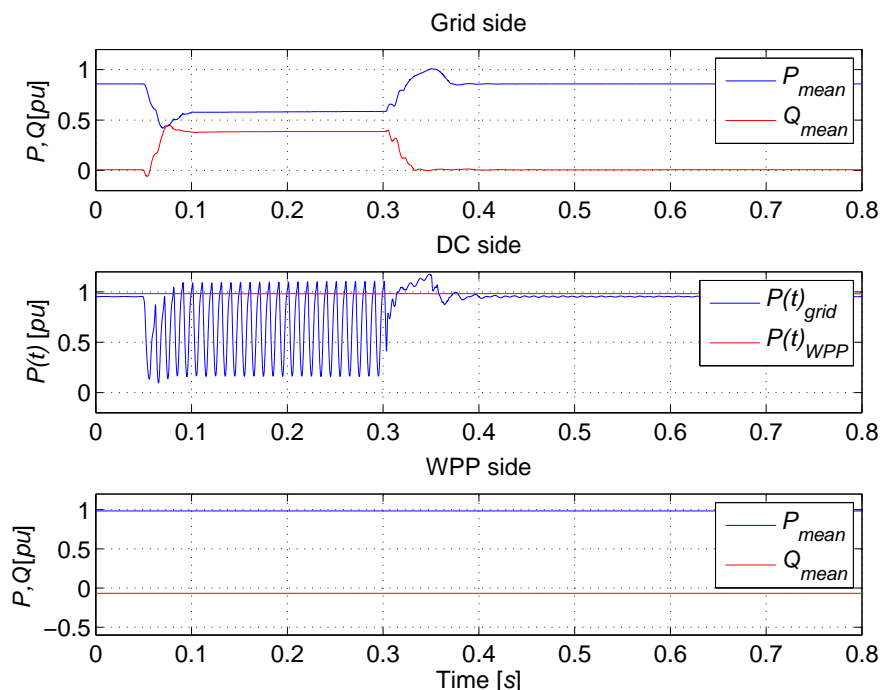 Grid side
P,Q[pu]
1
0.5
0
P_mean
Q_mean
0 0.1 0.2 0.3 0.4 0.5 0.6 0.7 0.8
DC side
P(t) [pu]
1
0.5
0
P(t)_grid
P(t)_WPP
0 0.1 0.2 0.3 0.4 0.5 0.6 0.7 0.8
WPP side
P,Q[pu]
1
0.5
0
−0.5
P_mean
Q_mean
0 0.1 0.2 0.3 0.4 0.5 0.6 0.7 0.8
Time [s]